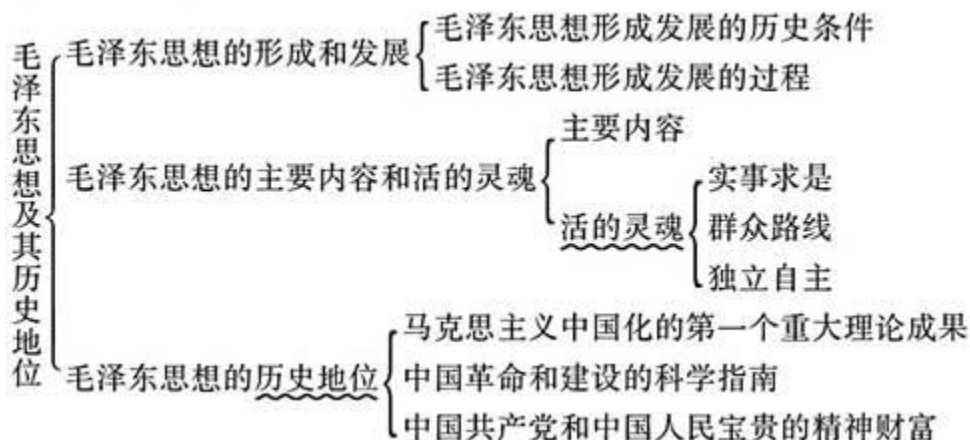 毛泽东思想及其历史地位
毛泽东思想的形成和发展
毛泽东思想形成发展的历史条件
毛泽东思想形成发展的过程
毛泽东思想的主要内容和活的灵魂
主要内容
活的灵魂
实事求是
群众路线
独立自主
毛泽东思想的历史地位
马克思主义中国化的第一个重大理论成果
中国革命和建设的科学指南
中国共产党和中国人民宝贵的精神财富